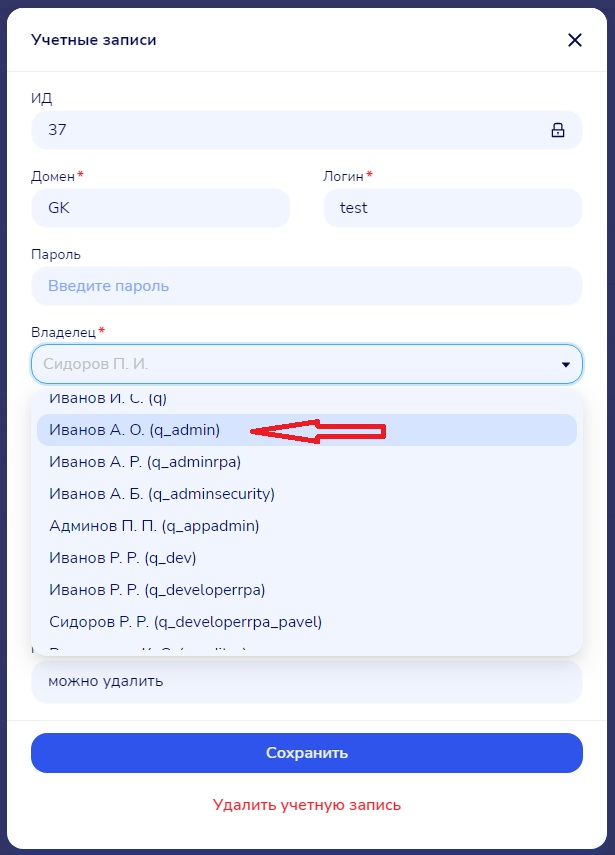 Учетные записи
ИД
37
Домен *
Логин *
GK
test
Пароль
Введите пароль
Владелец *
Сидоров П. И.
Иванов И. С. (q)
Иванов А. О. (q_admin)
Иванов А. Р. (q_adminrpa)
Иванов А. Б. (q_adminsecurity)
Админов П. П. (q_appadmin)
Иванов Р. Р. (q_dev)
Иванов Р. Р. (q_developerrpa)
Сидоров Р. Р. (q_developerrpa_pavel)
можно удалить
Сохранить
Удалить учетную запись